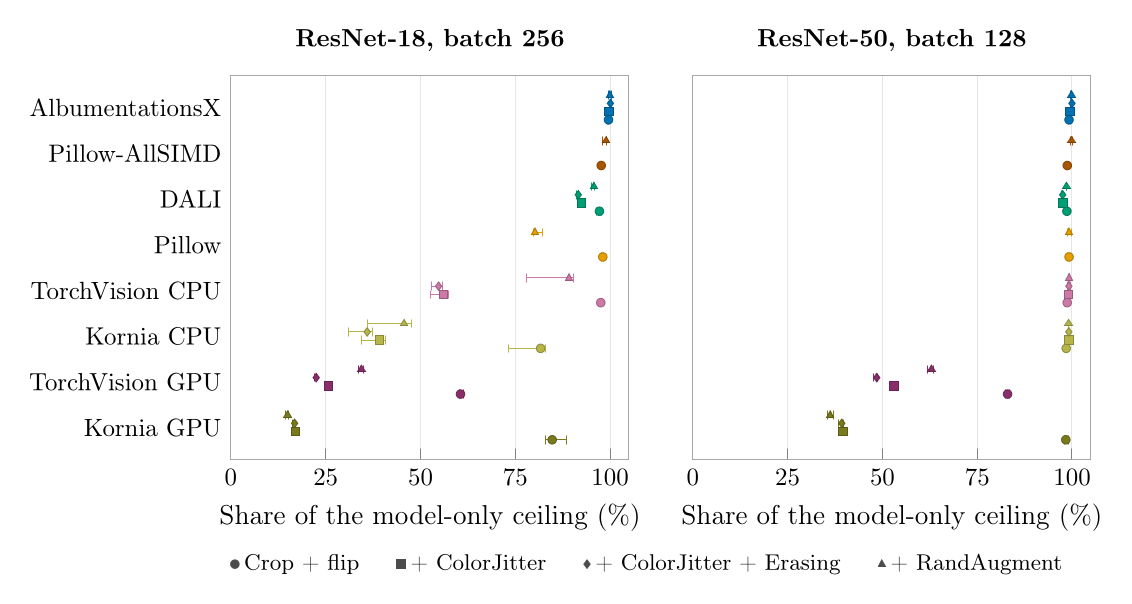 ResNet-18, batch 256
ResNet-50, batch 128
AlbumentationsX
Pillow-AllSIMD
DALI
Pillow
TorchVision CPU
Kornia CPU
TorchVision GPU
Kornia GPU
0 25 50 75 100
0 25 50 75 100
Share of the model-only ceiling (%)
Share of the model-only ceiling (%)
Crop + flip + ColorJitter + ColorJitter + Erasing + RandAugment